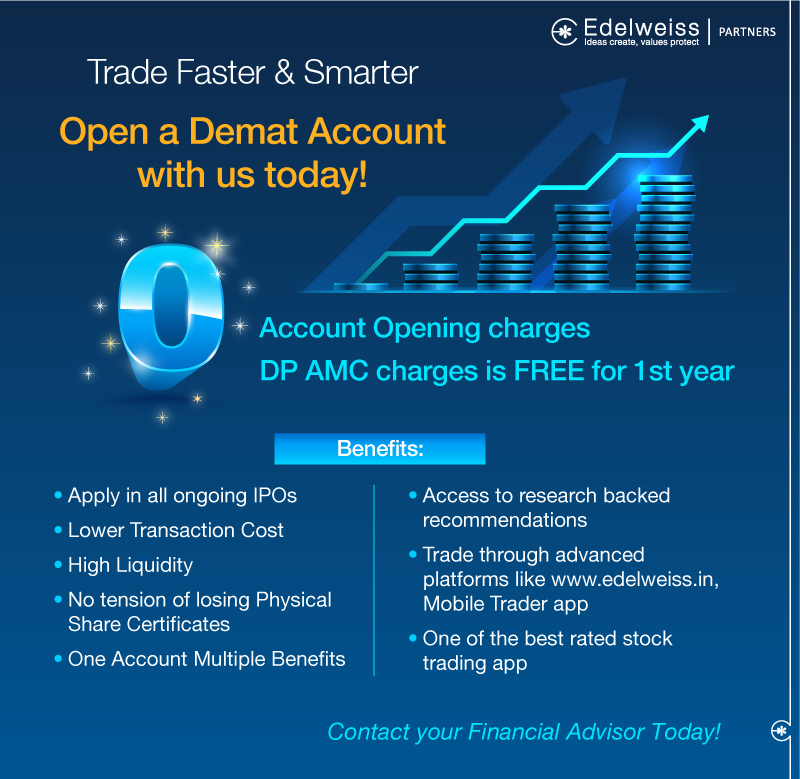 Edelweiss
Ideas create, values protect
PARTNERS
Trade Faster & Smarter
Open a Demat Account
with us today!
0
Account Opening charges
DP AMC charges is FREE for 1st year
Benefits:
• Apply in all ongoing IPOs
• Lower Transaction Cost
• High Liquidity
• No tension of losing Physical
Share Certificates
• One Account Multiple Benefits
• Access to research backed
recommendations
• Trade through advanced
platforms like www.edelweiss.in,
Mobile Trader app
• One of the best rated stock
trading app
Contact your Financial Advisor Today!